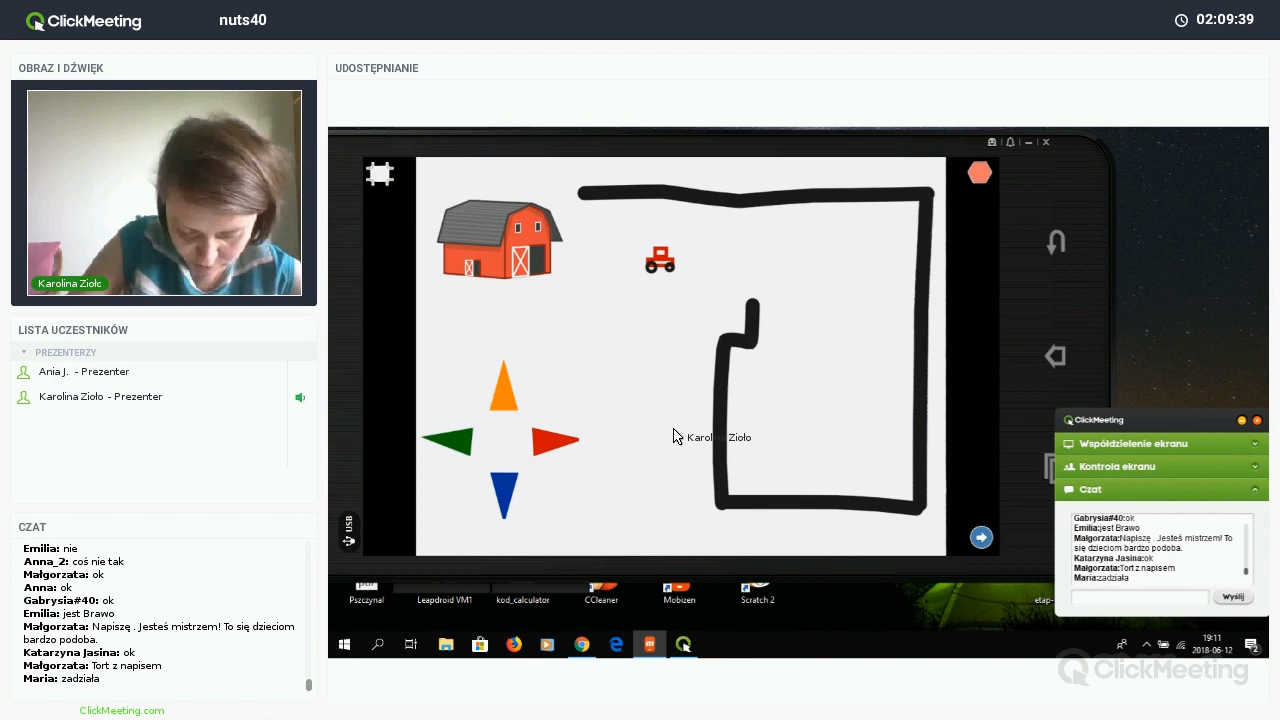 ClickMeeting
nuts40
02:09:39
OBRAZ I DŹWIĘK
UDOSTĘPNIANIE
Karolina Zioło
LISTA UCZESTNIKÓW
PREZENTERZY
Ania J. - Prezenter
Karolina Zioło - Prezenter
CZAT
Emilia: nie
Anna_2: coś nie tak
Małgorzata: ok
Anna: ok
Gabrysia#40: ok
Emilia: jest Brawo
Małgorzata: Napiszę . Jesteś mistrzem! To się dzieciom
bardzo podoba.
Katarzyna Jasina: ok
Małgorzata: Tort z napisem
Maria: zadziała
ClickMeeting.com
Karolina Zioło
USB
Pszczynal
Leapdroid VM1
kod_calculator
CCleaner
Mobizen
Scratch 2
etap-
ClickMeeting
Współdzielenie ekranu
Kontrola ekranu
Czat
Gabrysia#40:ok
Emilia:jest Brawo
Małgorzata:Napiszę . Jesteś mistrzem! To
się dzieciom bardzo podoba.
Katarzyna Jasina:ok
Małgorzata:Tort z napisem
Maria:zadziała
Wyślij
19:11
2018-06-12
2
ClickMeeting